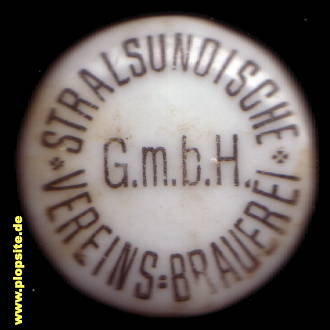 STRALSUNDISCHE
G.m.b.H.
VEREINS=BRAUEREI
www.plopsite.de